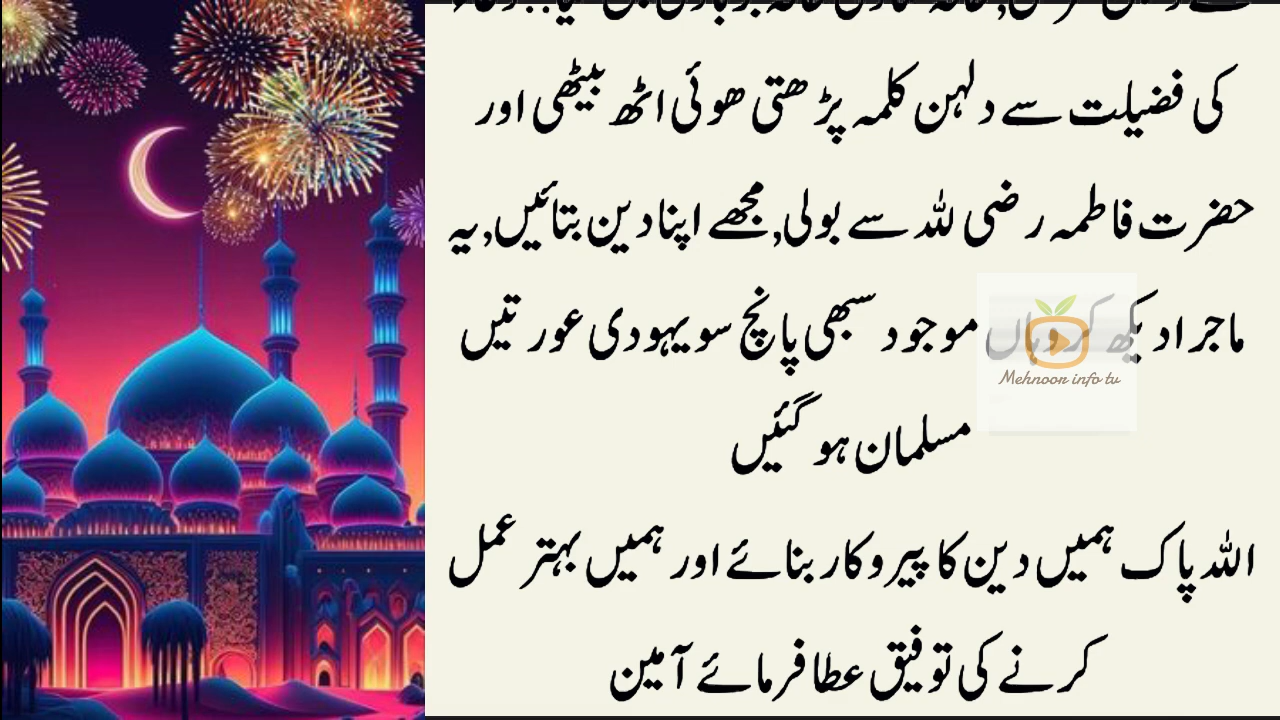 کی فضیلت سے دلہن کلمہ پڑھتی ھوئی اٹھ بیٹھی اور
حضرت فاطمہ رضی للہ سے بولی, مجھے اپنا دین بتائیں, یہ
ماجرا دیکھ کر وہاں موجود سبھی پانچ سو یہودی عورتیں
مسلمان ہو گئیں
اللہ پاک ہمیں دین کا پیروکار بنائے اور ہمیں بہتر عمل
کرنے کی توفیق عطا فرمائے آمین
Mehnoor info tv